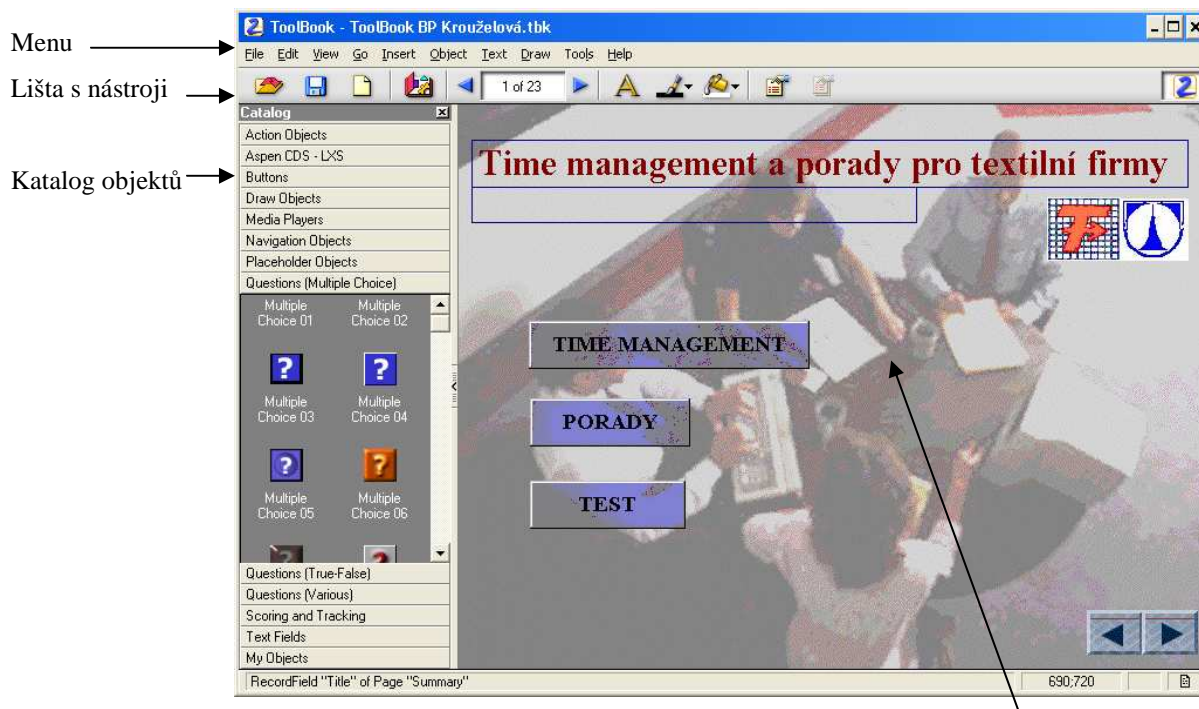 Menu
Lišta s nástroji
Katalog objektů
ToolBook - ToolBook BP Krouželová.tbk
File Edit View Go Insert Object Text Draw Tools Help
1 of 23
Catalog
Action Objects
Aspen CDS - LXS
Buttons
Draw Objects
Media Players
Navigation Objects
Placeholder Objects
Questions (Multiple Choice)
Multiple Choice 01
Multiple Choice 02
Multiple Choice 03
Multiple Choice 04
Multiple Choice 05
Multiple Choice 06
Questions (True-False)
Questions (Various)
Scoring and Tracking
Text Fields
My Objects
Time management a porady pro textilní firmy
TIME MANAGEMENT
PORADY
TEST
RecordField "Title" of Page "Summary"
690;720